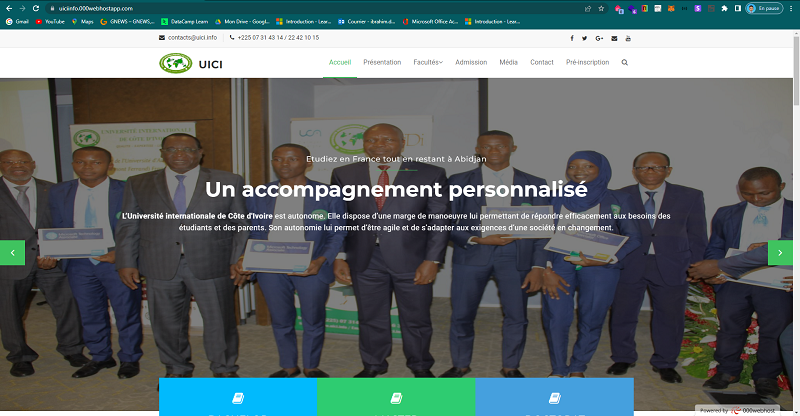 uiciinfo.000webhostapp.com
En pause
Gmail
YouTube
Maps
GNEWS – GNEWS,...
DataCamp Learn
Mon Drive - Googl...
Introduction - Lear...
Courrier - ibrahim.d...
Microsoft Office Ac...
Introduction - Lear...
contacts@uici.info
+225 07 31 43 14 / 22 42 10 15
UICI
Accueil
Présentation
Facultés
Admission
Média
Contact
Pré-inscription
Etudiez en France tout en restant à Abidjan
Un accompagnement personnalisé
L'Université internationale de Côte d'Ivoire est autonome. Elle dispose d'une marge de manoeuvre lui permettant de répondre efficacement aux besoins des
étudiants et des parents. Son autonomie lui permet d'être agile et de s'adapter aux exigences d'une société en changement.
Powered by 000webhost